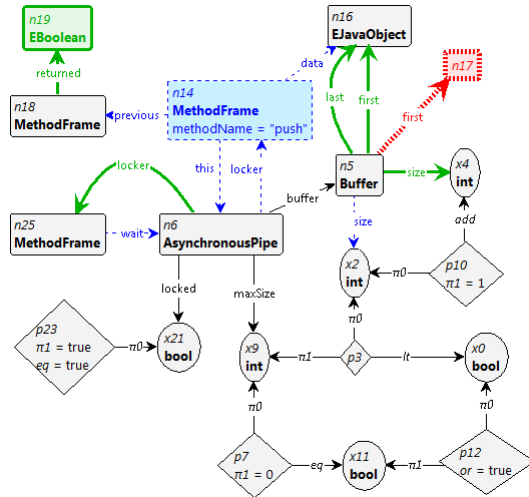 n19
EBoolean
n16
EJavaObject
n17
returned
data
n14
MethodFrame
methodName = "push"
n18
MethodFrame
previous
last
first
first
locker
this
locker
n5
Buffer
size
x4
int
buffer
n25
MethodFrame
wait
n6
AsynchronousPipe
size
add
x2
int
π0
p10
π1 = 1
locked
maxSize
p23
π1 = true
eq = true
π0
x21
bool
π0
x9
int
π1
p3
lt
x0
bool
π0
π0
p7
π1 = 0
eq
x11
bool
π1
p12
or = true